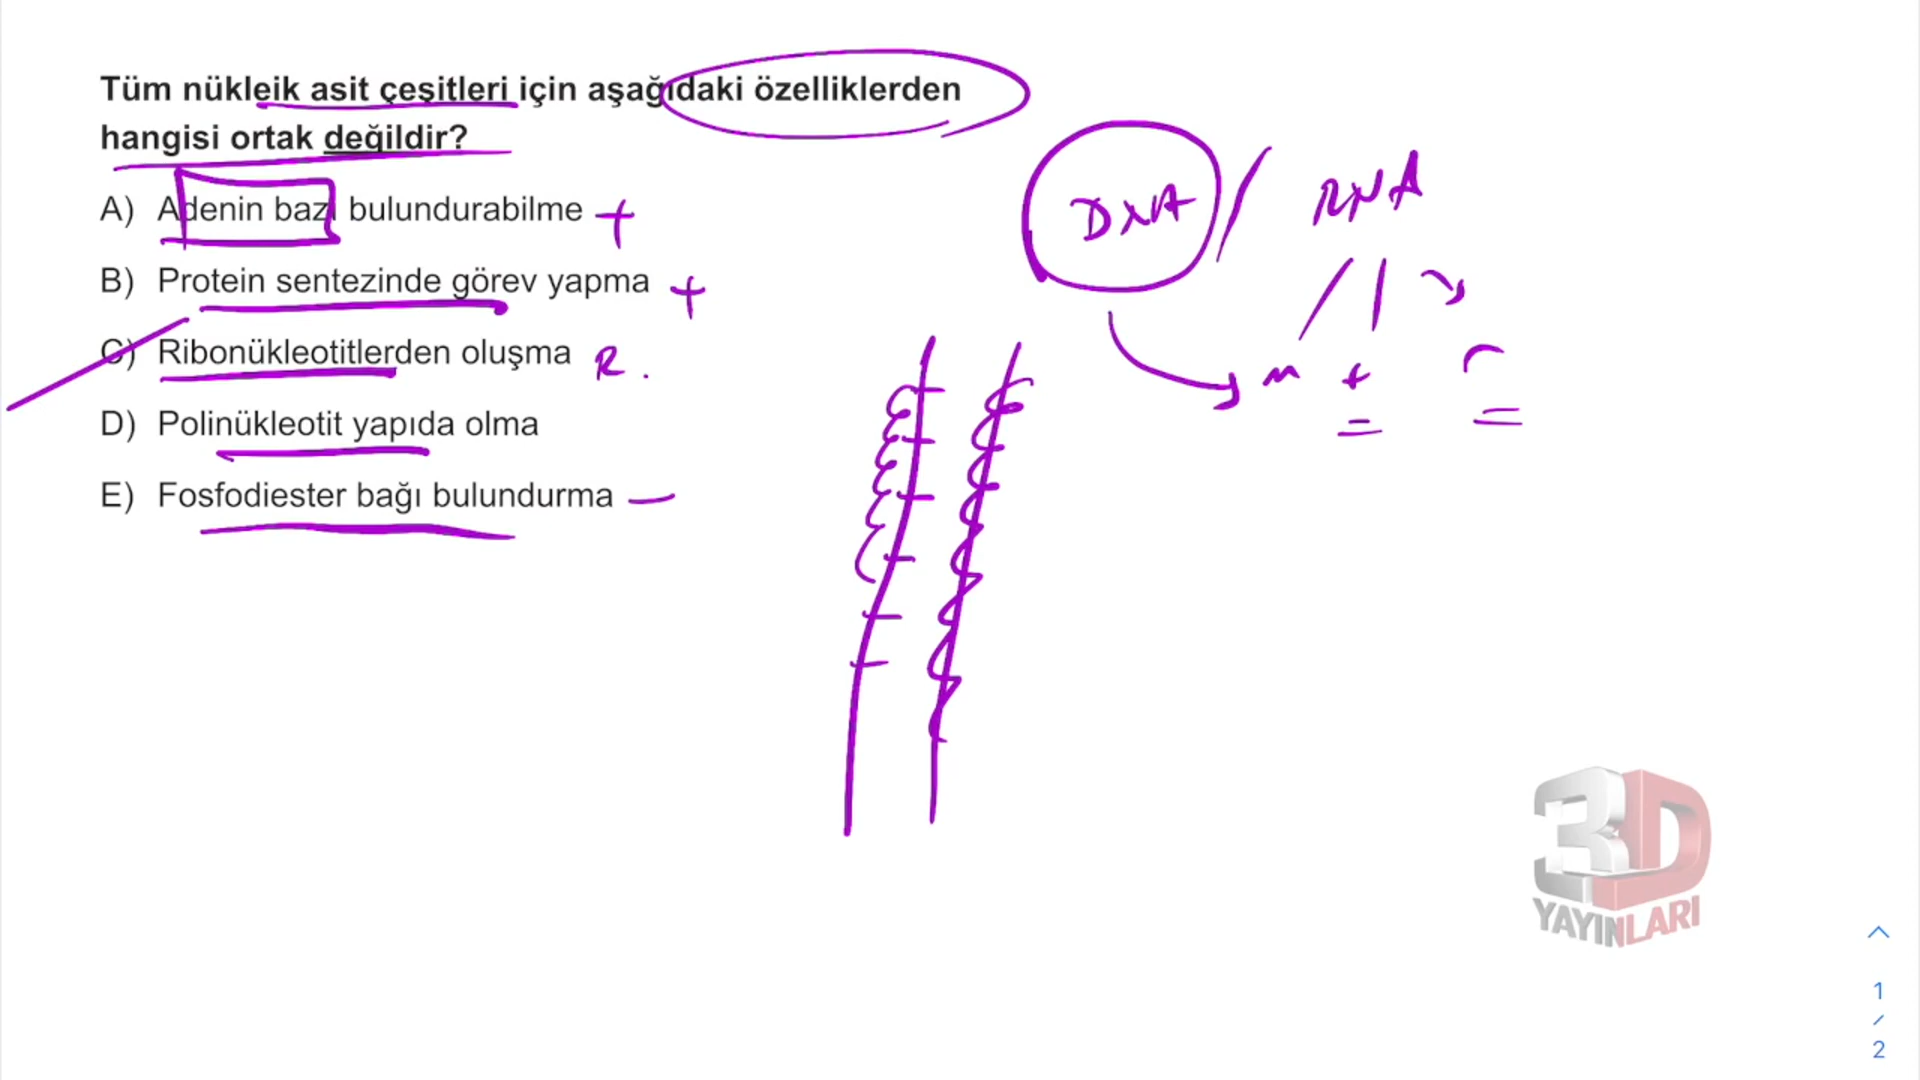 Tüm nükleik asit çeşitleri için aşağıdaki özelliklerden
hangisi ortak değildir?
A) Adenin bazı bulundurabilme +
B) Protein sentezinde görev yapma +
C) Ribonükleotitlerden oluşma R.
D) Polinükleotit yapıda olma
E) Fosfodiester bağı bulundurma –
DNA / RNA
m t r
3D
YAYINLARI
1
/
2